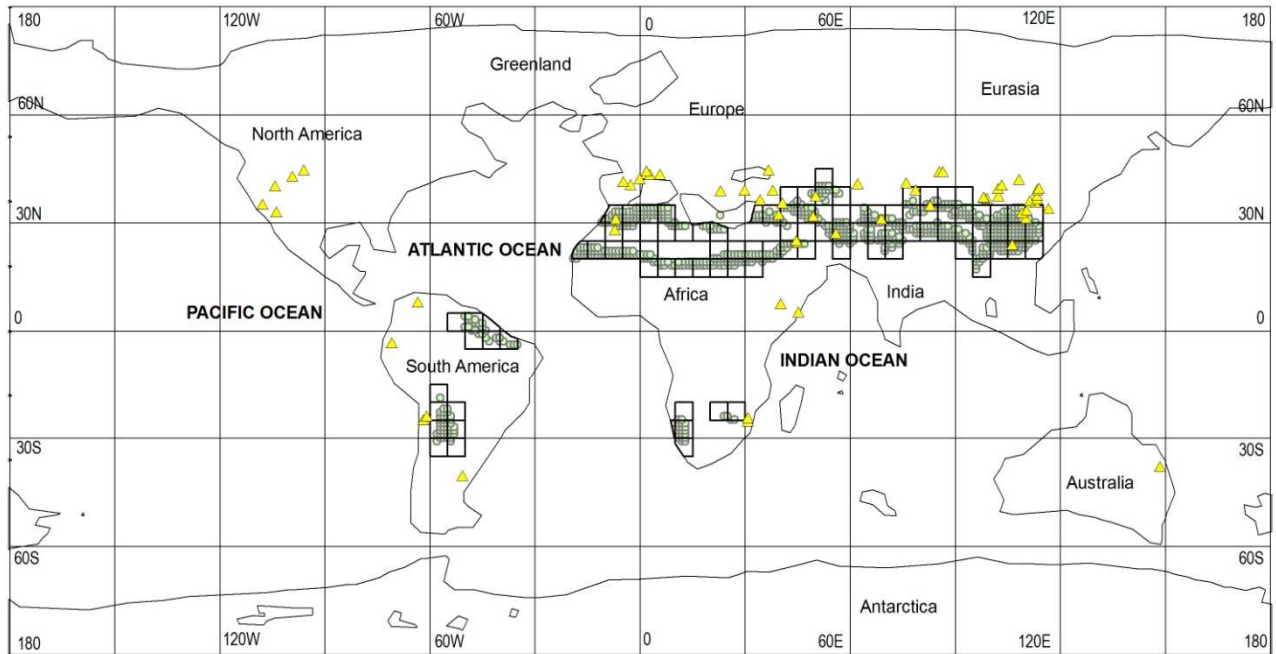 180 120W 60W 0 60E 120E 180
Greenland
Eurasia
Europe
60N 60N
North America
30N 30N
ATLANTIC OCEAN
Africa India
PACIFIC OCEAN
0 0
INDIAN OCEAN
South America
30S 30S
Australia
60S 60S
Antarctica
180 120W 60W 0 60E 120E 180